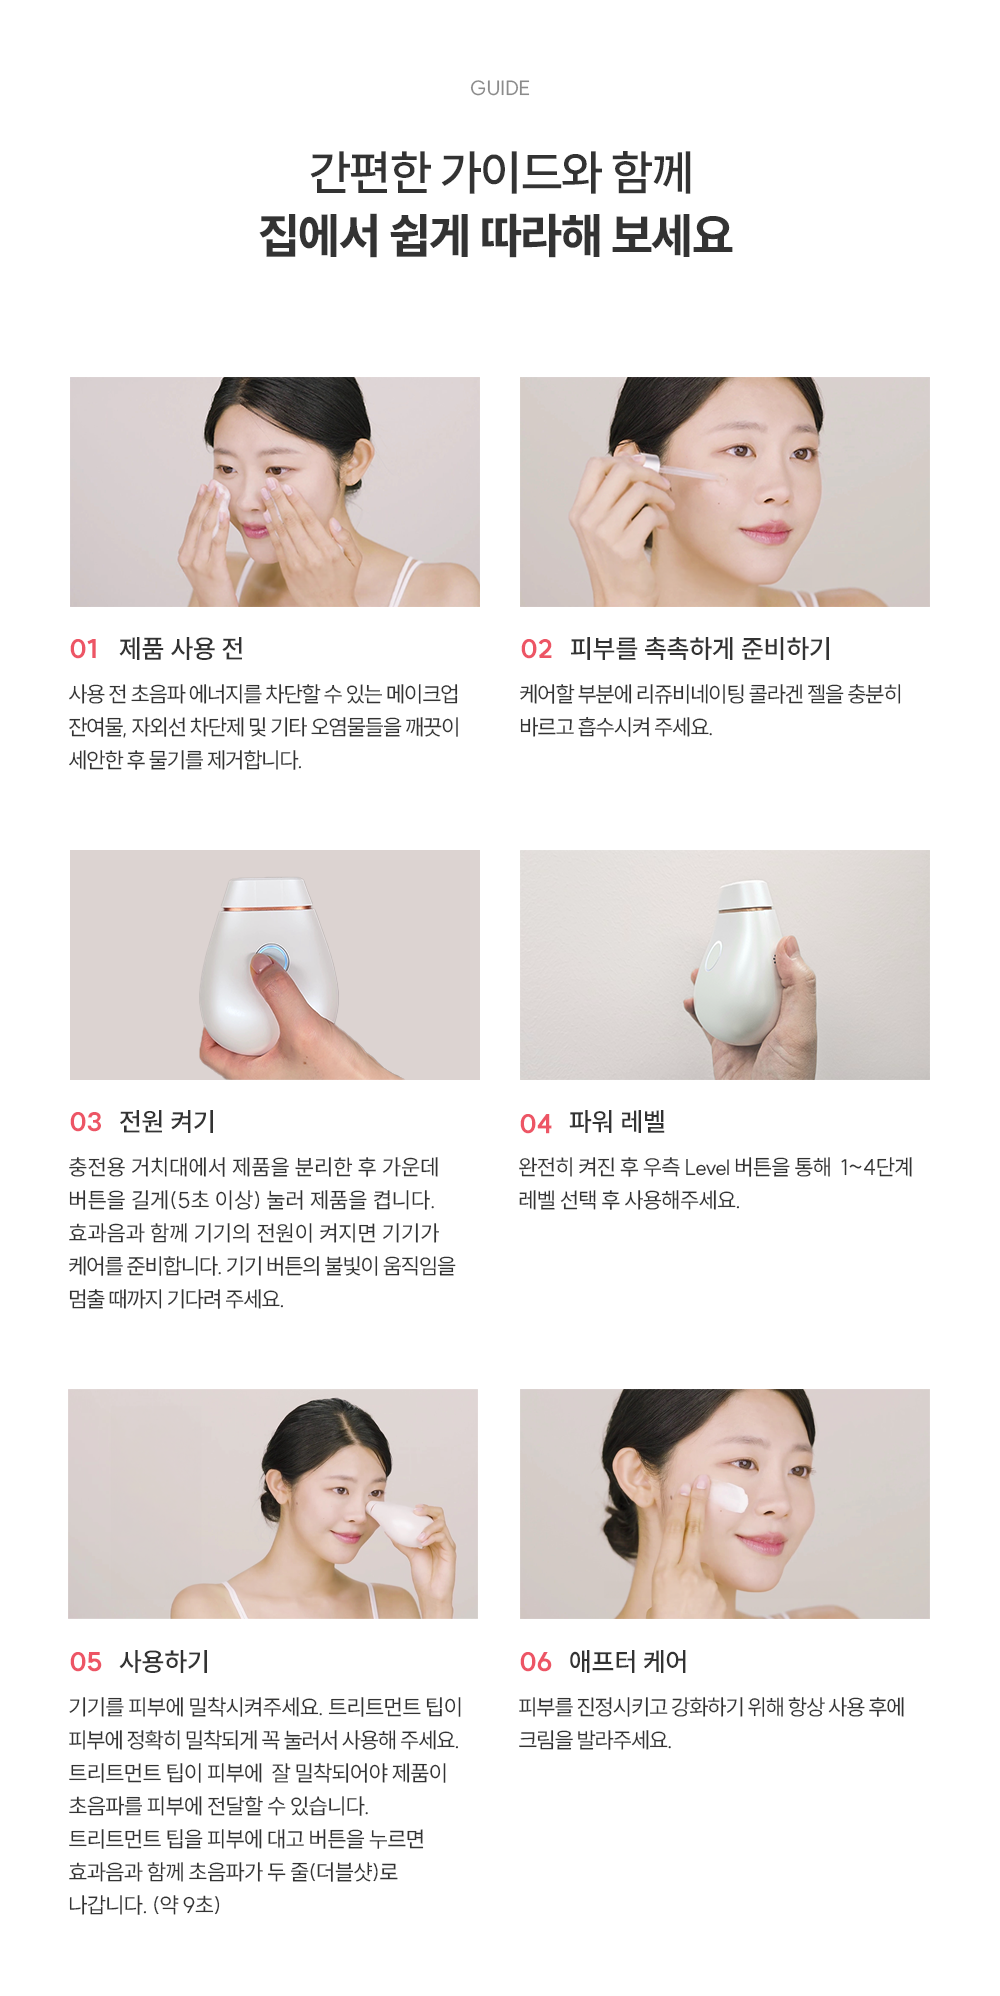 GUIDE
간편한 가이드와 함께
집에서 쉽게 따라해 보세요
01 제품 사용 전
사용 전 초음파 에너지를 차단할 수 있는 메이크업
잔여물, 자외선 차단제 및 기타 오염물들을 깨끗이
세안한 후 물기를 제거합니다.
02 피부를 촉촉하게 준비하기
케어할 부분에 리쥬비네이팅 콜라겐 젤을 충분히
바르고 흡수시켜 주세요.
03 전원 켜기
충전용 거치대에서 제품을 분리한 후 가운데
버튼을 길게(5초 이상) 눌러 제품을 켭니다.
효과음과 함께 기기의 전원이 켜지면 기기가
케어를 준비합니다. 기기 버튼의 불빛이 움직임을
멈출 때까지 기다려 주세요.
04 파워 레벨
완전히 켜진 후 우측 Level 버튼을 통해 1~4단계
레벨 선택 후 사용해주세요.
05 사용하기
기기를 피부에 밀착시켜주세요. 트리트먼트 팁이
피부에 정확히 밀착되게 꼭 눌러서 사용해 주세요.
트리트먼트 팁이 피부에 잘 밀착되어야 제품이
초음파를 피부에 전달할 수 있습니다.
트리트먼트 팁을 피부에 대고 버튼을 누르면
효과음과 함께 초음파가 두 줄(더블샷)로
나갑니다. (약 9초)
06 애프터 케어
피부를 진정시키고 강화하기 위해 항상 사용 후에
크림을 발라주세요.